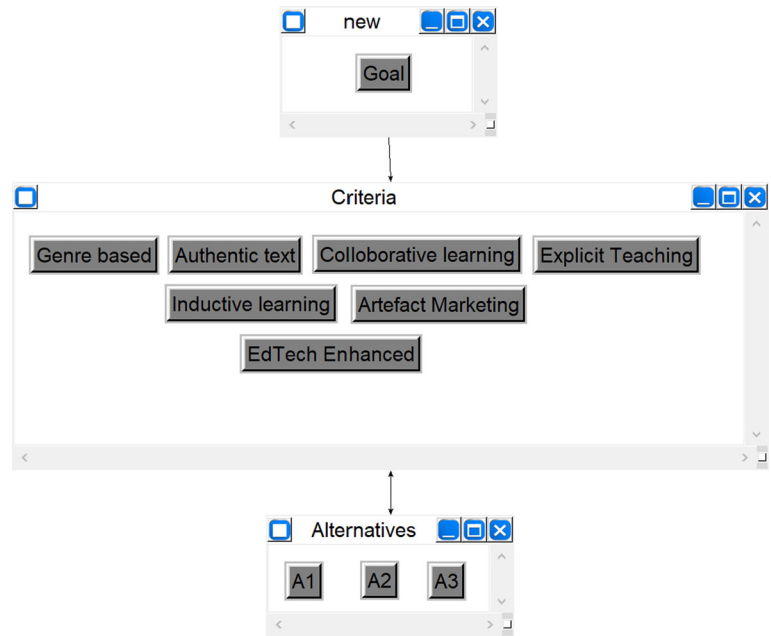 new
Goal
Criteria
Genre based Authentic text Colloborative learning Explicit Teaching
Inductive learning Artefact Marketing
EdTech Enhanced
Alternatives
A1 A2 A3